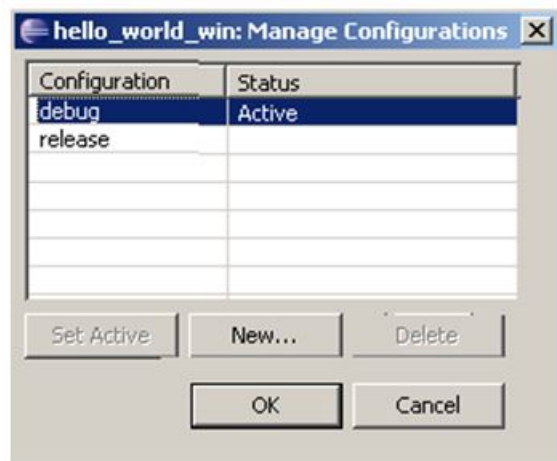 hello_world_win: Manage Configurations
Configuration Status
debug Active
release
Set Active New... Delete
OK Cancel